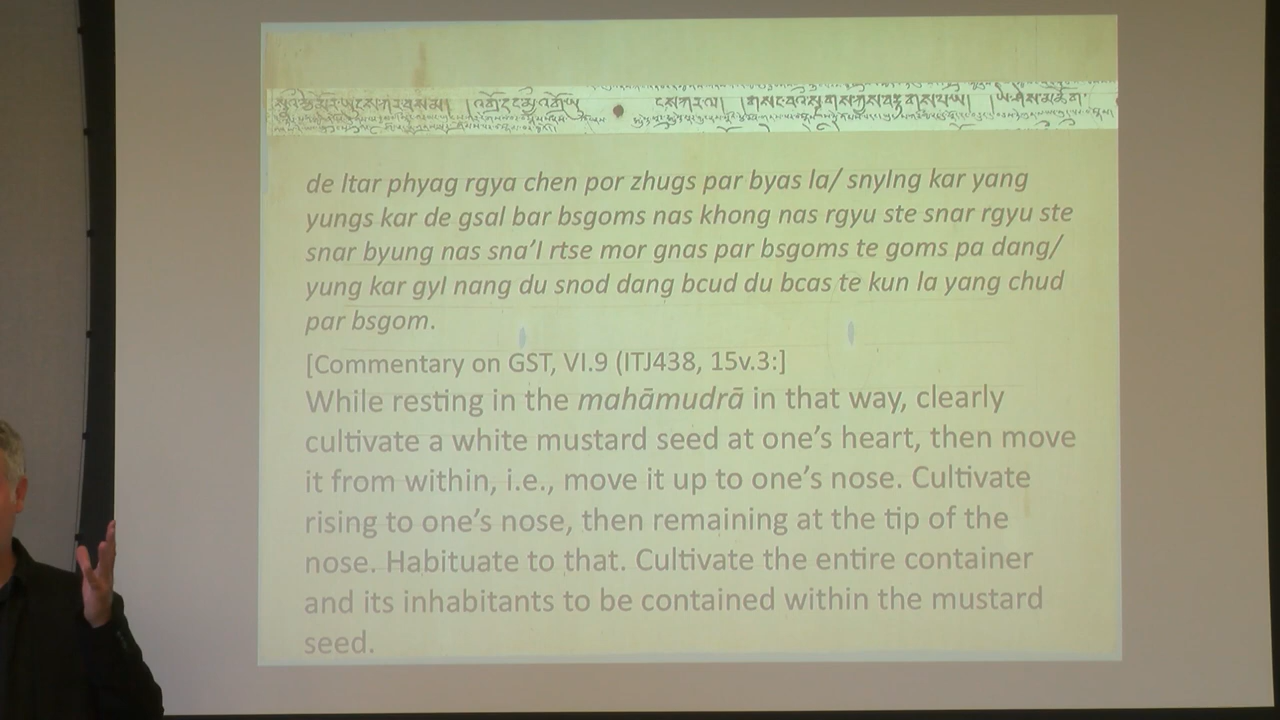 de ltar phyag rgya chen por zhugs par byas la/ snyIng kar yang
yungs kar de gsal bar bsgoms nas khong nas rgyu ste snar rgyu ste
snar byung nas sna’I rtse mor gnas par bsgoms te goms pa dang/
yung kar gyI nang du snod dang bcud du bcas te kun la yang chud
par bsgom.
[Commentary on GST, VI.9 (ITJ438, 15v.3:]
While resting in the mahāmudrā in that way, clearly
cultivate a white mustard seed at one’s heart, then move
it from within, i.e., move it up to one’s nose. Cultivate
rising to one’s nose, then remaining at the tip of the
nose. Habituate to that. Cultivate the entire container
and its inhabitants to be contained within the mustard
seed.